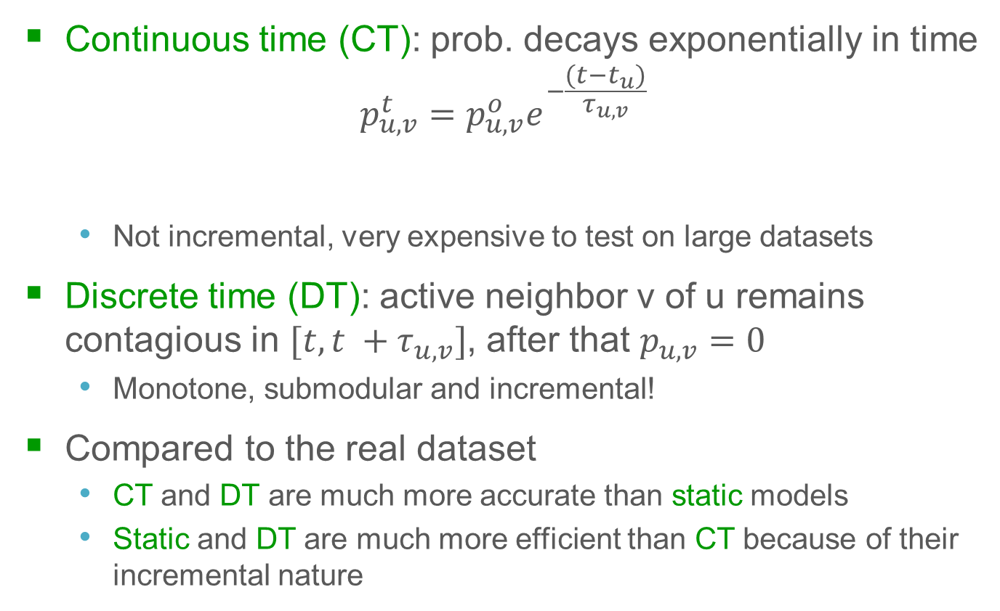 ▪ Continuous time (CT): prob. decays exponentially in time
$p_{u,v}^{t} = p_{u,v}^{o} e^{-\frac{(t-t_u)}{\tau_{u,v}}}$
• Not incremental, very expensive to test on large datasets
▪ Discrete time (DT): active neighbor v of u remains
contagious in $[t, t + \tau_{u,v}]$, after that $p_{u,v} = 0$
• Monotone, submodular and incremental!
▪ Compared to the real dataset
• CT and DT are much more accurate than static models
• Static and DT are much more efficient than CT because of their
incremental nature